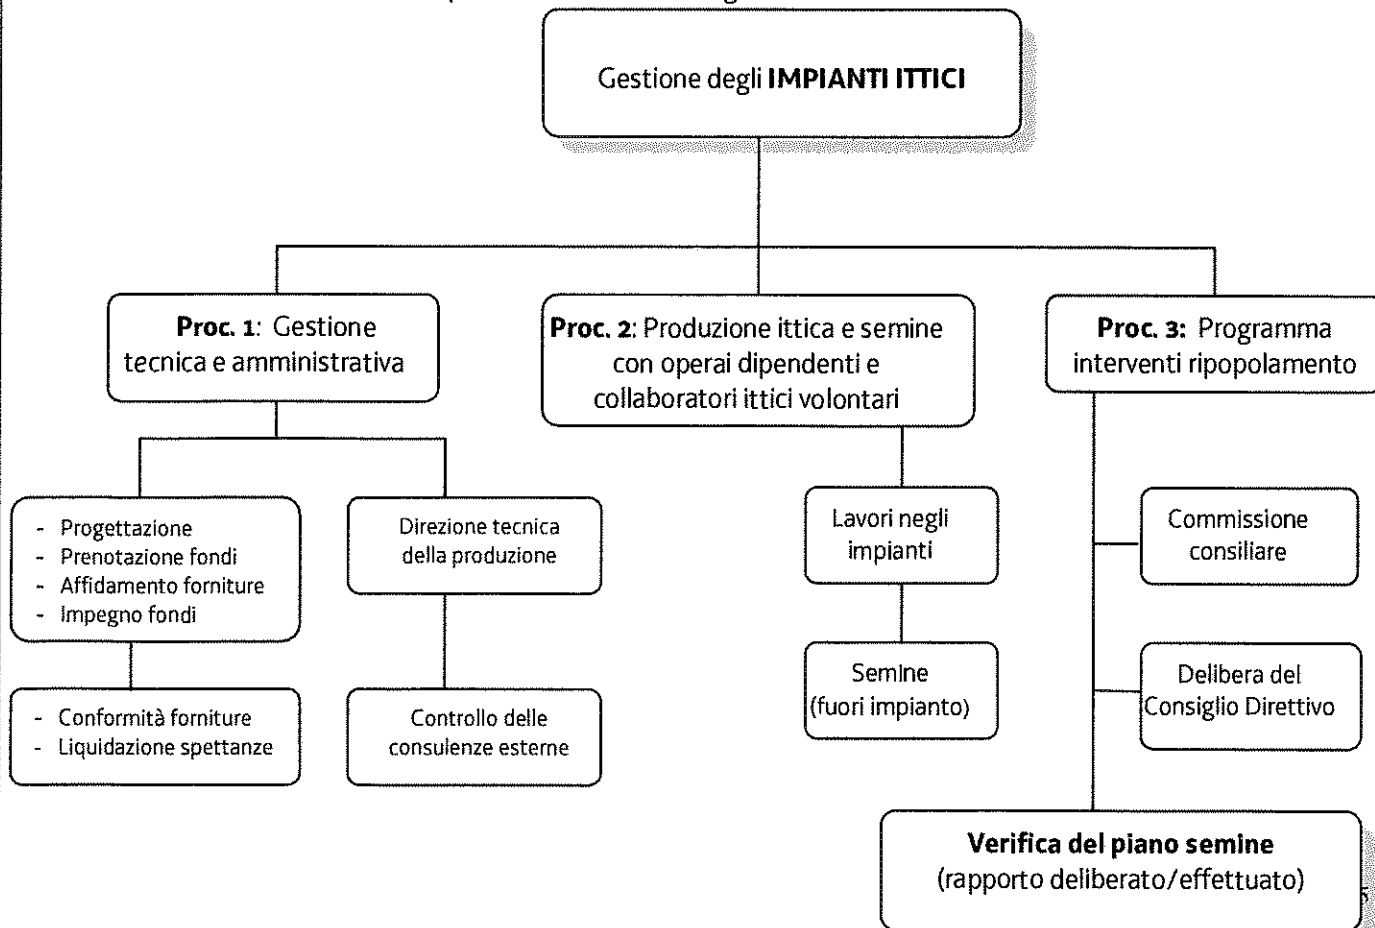 Gestione degli IMPIANTI ITTICI
Proc. 1: Gestione
tecnica e amministrativa
Proc. 2: Produzione ittica e semine
con operai dipendenti e
collaboratori ittici volontari
Proc. 3: Programma
interventi ripopolamento
- Progettazione
- Prenotazione fondi
- Affidamento forniture
- Impegno fondi
Direzione tecnica
della produzione
Lavori negli
impianti
Commissione
consiliare
- Conformità forniture
- Liquidazione spettanze
Controllo delle
consulenze esterne
Semine
(fuori impianto)
Delibera del
Consiglio Direttivo
Verifica del piano semine
(rapporto deliberato/effettuato)